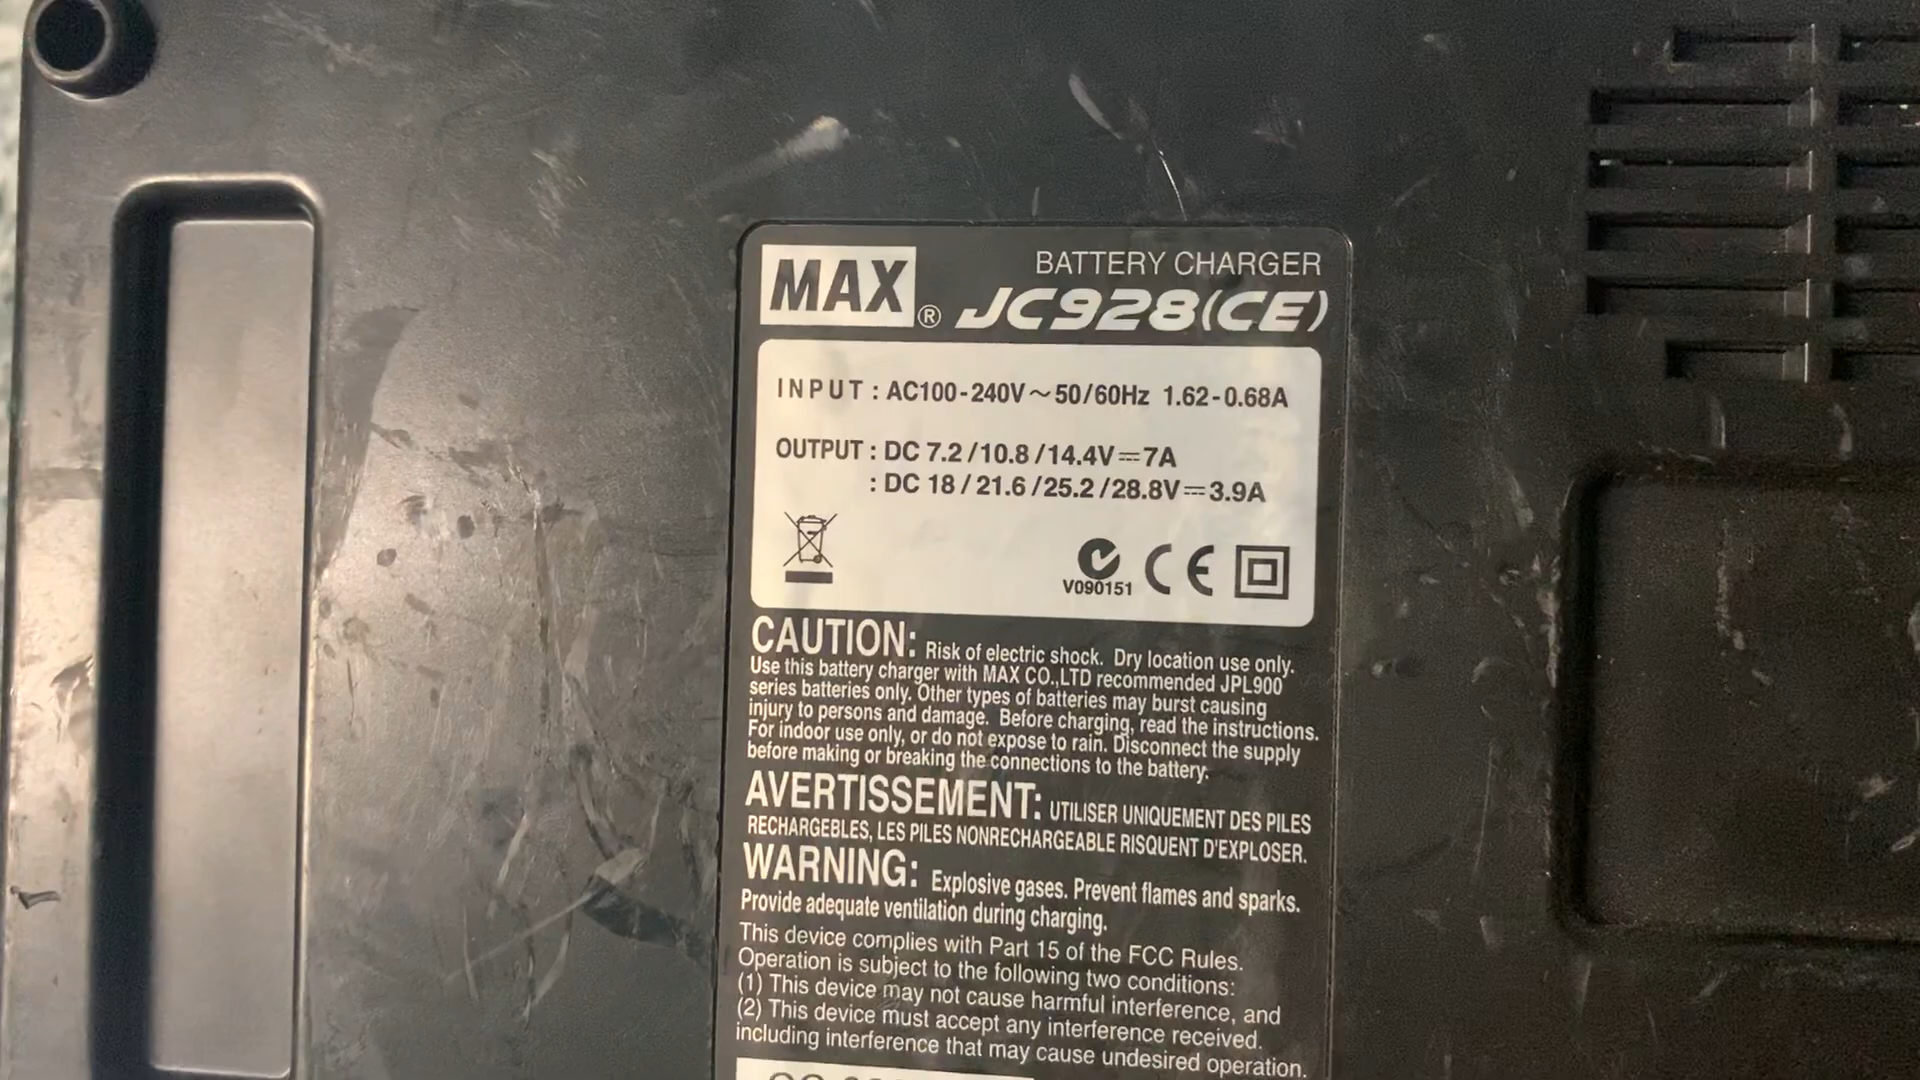 MAX® BATTERY CHARGER
JC928(CE)
INPUT : AC100-240V～50/60Hz 1.62-0.68A
OUTPUT : DC 7.2/10.8/14.4V⎓7A
: DC 18/21.6/25.2/28.8V⎓3.9A
V090151 CE
CAUTION: Risk of electric shock. Dry location use only.
Use this battery charger with MAX CO.,LTD recommended JPL900
series batteries only. Other types of batteries may burst causing
injury to persons and damage. Before charging, read the instructions.
For indoor use only, or do not expose to rain. Disconnect the supply
before making or breaking the connections to the battery.
AVERTISSEMENT: UTILISER UNIQUEMENT DES PILES
RECHARGEBLES, LES PILES NONRECHARGEABLE RISQUENT D'EXPLOSER.
WARNING: Explosive gases. Prevent flames and sparks.
Provide adequate ventilation during charging.
This device complies with Part 15 of the FCC Rules.
Operation is subject to the following two conditions:
(1) This device may not cause harmful interference, and
(2) This device must accept any interference received.
including interference that may cause undesired operation.